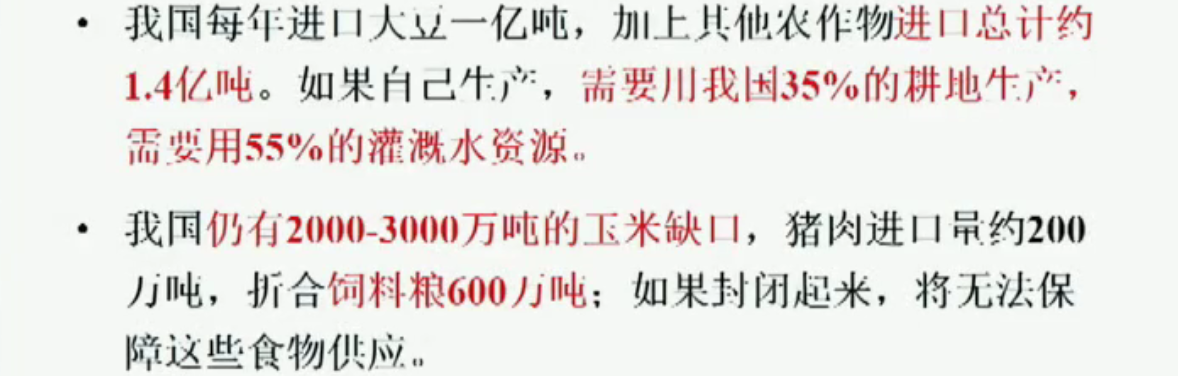 • 我国每年进口大豆一亿吨，加上其他农作物进口总计约
1.4亿吨。如果自己生产，需要用我国35%的耕地生产，
需要用55%的灌溉水资源。
• 我国仍有2000-3000万吨的玉米缺口，猪肉进口量约200
万吨，折合饲料粮600万吨；如果封闭起来，将无法保
障这些食物供应。